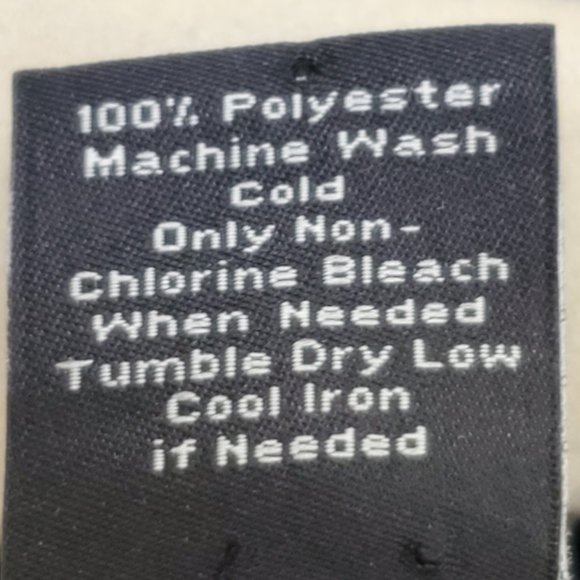 100% Polyester
Machine Wash
Cold
Only Non-
Chlorine Bleach
When Needed
Tumble Dry Low
Cool Iron
if Needed